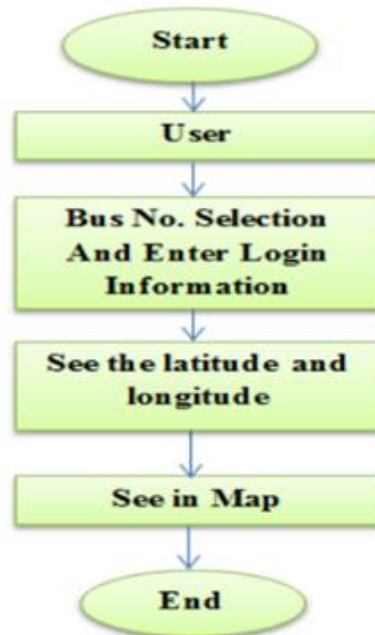 Start
User
Bus No. Selection
And Enter Login
Information
See the latitude and
longitude
See in Map
End